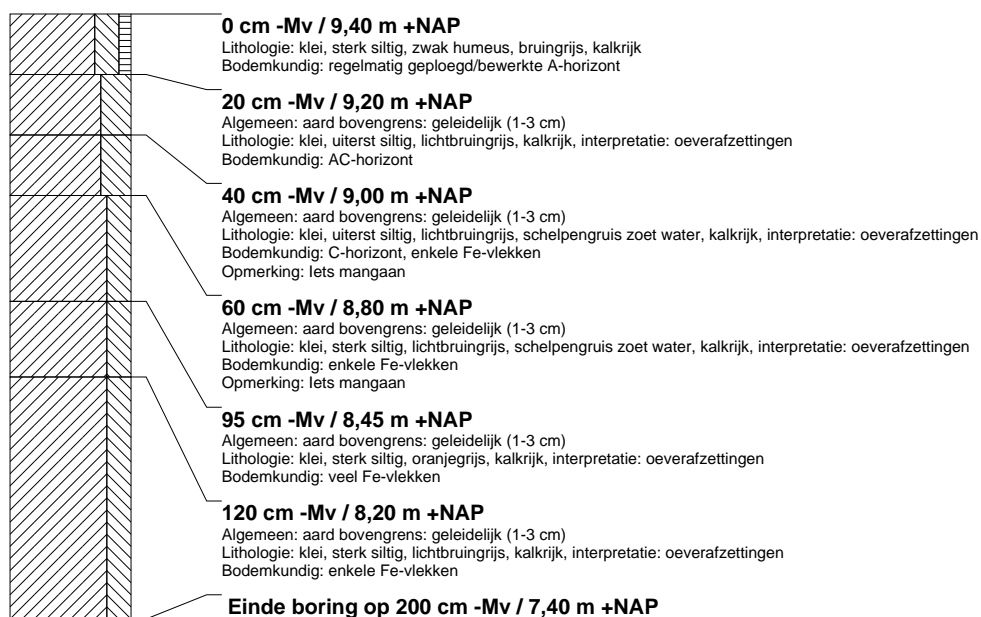 0 cm -Mv / 9,40 m +NAP
Lithologie: klei, sterk siltig, zwak humeus, bruingrijs, kalkrijk
Bodemkundig: regelmatig geploegd/bewerkte A-horizont
20 cm -Mv / 9,20 m +NAP
Algemeen: aard bovengrens: geleidelijk (1-3 cm)
Lithologie: klei, uiterst siltig, lichtbruingrijs, kalkrijk, interpretatie: oeverafzettingen
Bodemkundig: AC-horizont
40 cm -Mv / 9,00 m +NAP
Algemeen: aard bovengrens: geleidelijk (1-3 cm)
Lithologie: klei, uiterst siltig, lichtbruingrijs, schelpengruis zoet water, kalkrijk, interpretatie: oeverafzettingen
Bodemkundig: C-horizont, enkele Fe-vlekken
Opmerking: Iets mangaan
60 cm -Mv / 8,80 m +NAP
Algemeen: aard bovengrens: geleidelijk (1-3 cm)
Lithologie: klei, sterk siltig, lichtbruingrijs, schelpengruis zoet water, kalkrijk, interpretatie: oeverafzettingen
Bodemkundig: enkele Fe-vlekken
Opmerking: Iets mangaan
95 cm -Mv / 8,45 m +NAP
Algemeen: aard bovengrens: geleidelijk (1-3 cm)
Lithologie: klei, sterk siltig, oranjegrijs, kalkrijk, interpretatie: oeverafzettingen
Bodemkundig: veel Fe-vlekken
120 cm -Mv / 8,20 m +NAP
Algemeen: aard bovengrens: geleidelijk (1-3 cm)
Lithologie: klei, sterk siltig, lichtbruingrijs, kalkrijk, interpretatie: oeverafzettingen
Bodemkundig: enkele Fe-vlekken
Einde boring op 200 cm -Mv / 7,40 m +NAP